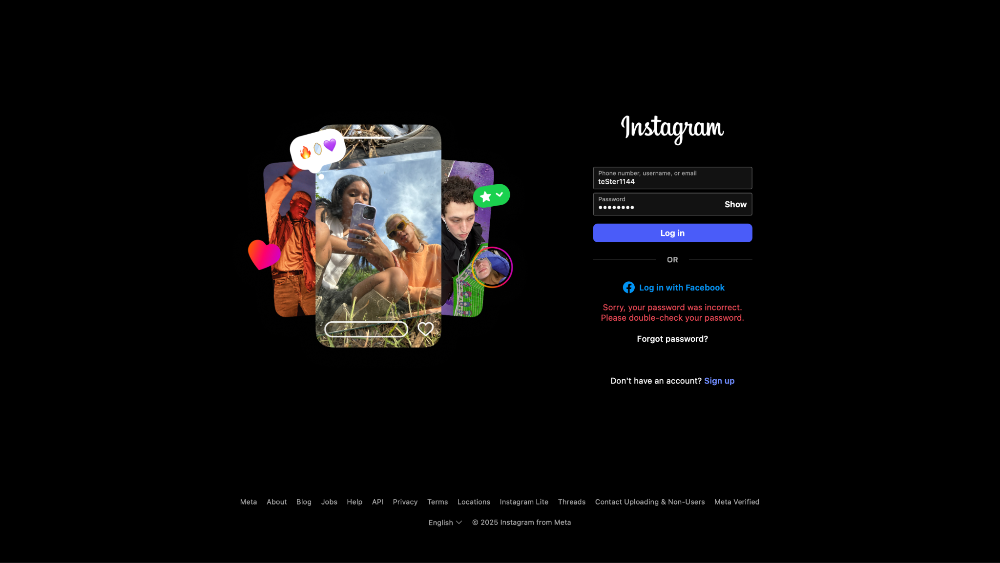 Instagram
Phone number, username, or email
teSter1144
Password
Show
Log in
OR
Log in with Facebook
Sorry, your password was incorrect.
Please double-check your password.
Forgot password?
Don't have an account? Sign up
Meta About Blog Jobs Help API Privacy Terms Locations Instagram Lite Threads Contact Uploading & Non-Users Meta Verified
English © 2025 Instagram from Meta